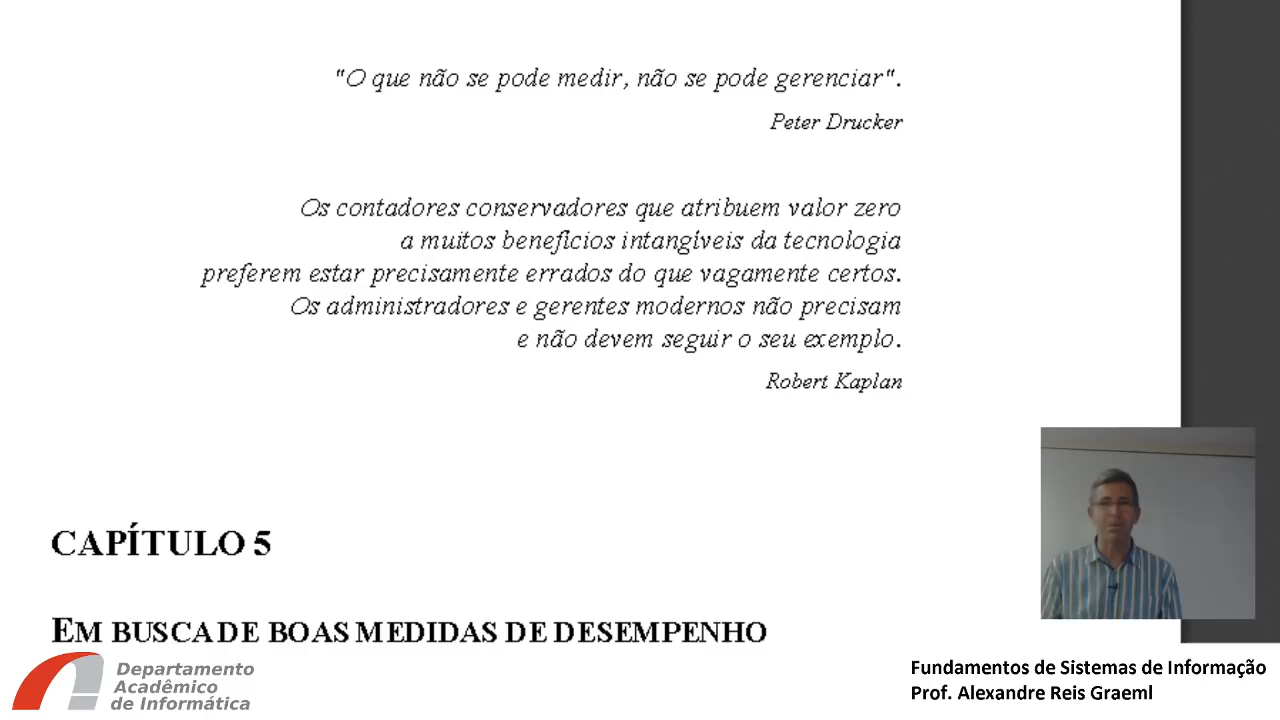 "O que não se pode medir, não se pode gerenciar".
Peter Drucker
Os contadores conservadores que atribuem valor zero
a muitos benefícios intangíveis da tecnologia
preferem estar precisamente errados do que vagamente certos.
Os administradores e gerentes modernos não precisam
e não devem seguir o seu exemplo.
Robert Kaplan
CAPÍTULO 5
EM BUSCA DE BOAS MEDIDAS DE DESEMPENHO
Departamento
Acadêmico
de Informática
Fundamentos de Sistemas de Informação
Prof. Alexandre Reis Graeml